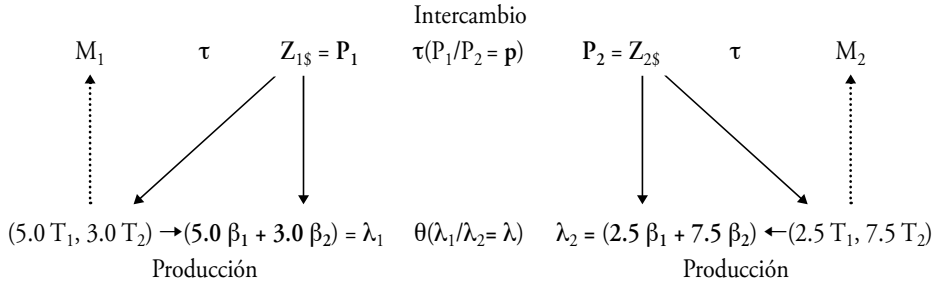 Intercambio
M₁ τ Z₁$ = P₁ τ(P₁/P₂ = p) P₂ = Z₂$ τ M₂
(5.0 T₁, 3.0 T₂) → (5.0 β₁ + 3.0 β₂) = λ₁ θ(λ₁/λ₂= λ) λ₂ = (2.5 β₁ + 7.5 β₂) ← (2.5 T₁, 7.5 T₂)
Producción Producción